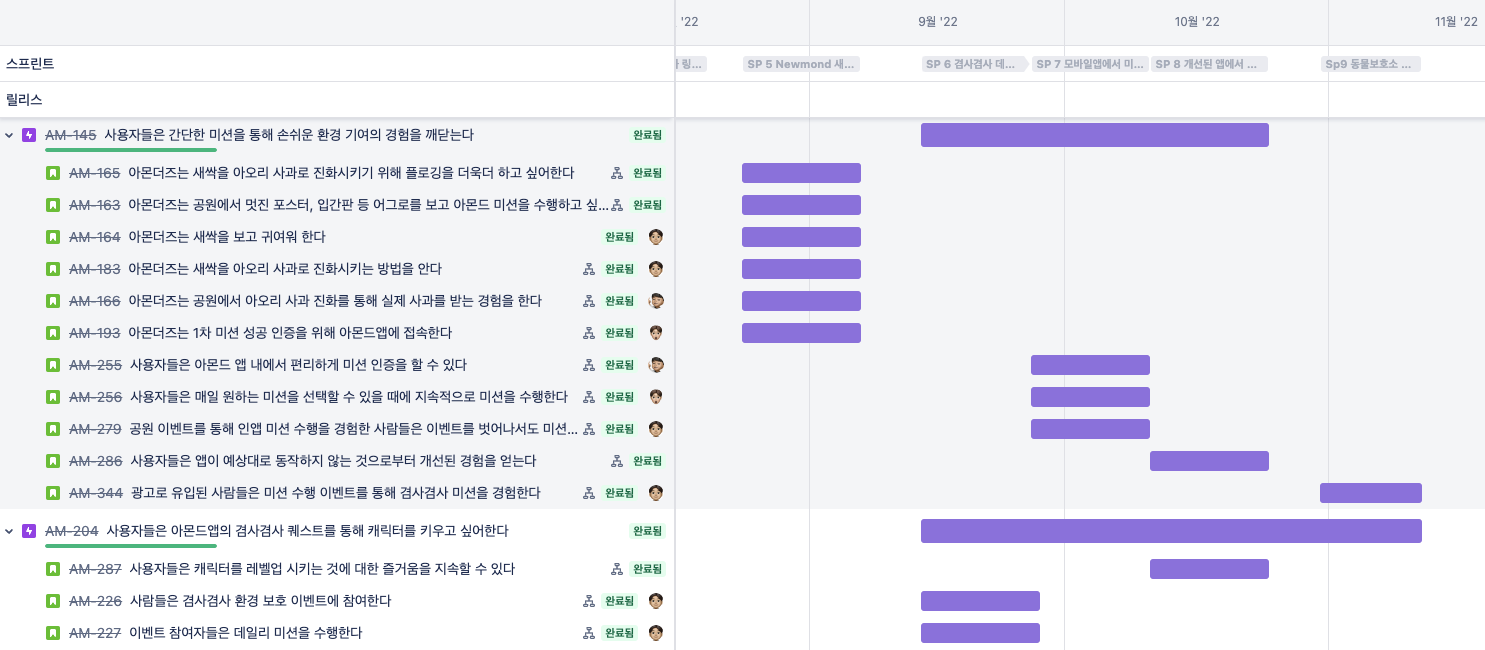 '22
9월 '22
10월 '22
11월 '22
스프린트
링...
SP 5 Newmond 새...
SP 6 겸사겸사 데...
SP 7 모바일앱에서 미...
SP 8 개선된 앱에서 ...
Sp9 동물보호소 ...
릴리스
AM-145 사용자들은 간단한 미션을 통해 손쉬운 환경 기여의 경험을 깨닫는다 완료됨
AM-165 아몬더즈는 새싹을 아오리 사과로 진화시키기 위해 플로깅을 더욱더 하고 싶어한다 완료됨
AM-163 아몬더즈는 공원에서 멋진 포스터, 입간판 등 어그로를 보고 아몬드 미션을 수행하고 싶... 완료됨
AM-164 아몬더즈는 새싹을 보고 귀여워 한다 완료됨
AM-183 아몬더즈는 새싹을 아오리 사과로 진화시키는 방법을 안다 완료됨
AM-166 아몬더즈는 공원에서 아오리 사과 진화를 통해 실제 사과를 받는 경험을 한다 완료됨
AM-193 아몬더즈는 1차 미션 성공 인증을 위해 아몬드앱에 접속한다 완료됨
AM-255 사용자들은 아몬드 앱 내에서 편리하게 미션 인증을 할 수 있다 완료됨
AM-256 사용자들은 매일 원하는 미션을 선택할 수 있을 때에 지속적으로 미션을 수행한다 완료됨
AM-279 공원 이벤트를 통해 인앱 미션 수행을 경험한 사람들은 이벤트를 벗어나서도 미션... 완료됨
AM-286 사용자들은 앱이 예상대로 동작하지 않는 것으로부터 개선된 경험을 얻는다 완료됨
AM-344 광고로 유입된 사람들은 미션 수행 이벤트를 통해 겸사겸사 미션을 경험한다 완료됨
AM-204 사용자들은 아몬드앱의 겸사겸사 퀘스트를 통해 캐릭터를 키우고 싶어한다 완료됨
AM-287 사용자들은 캐릭터를 레벨업 시키는 것에 대한 즐거움을 지속할 수 있다 완료됨
AM-226 사람들은 겸사겸사 환경 보호 이벤트에 참여한다 완료됨
AM-227 이벤트 참여자들은 데일리 미션을 수행한다 완료됨